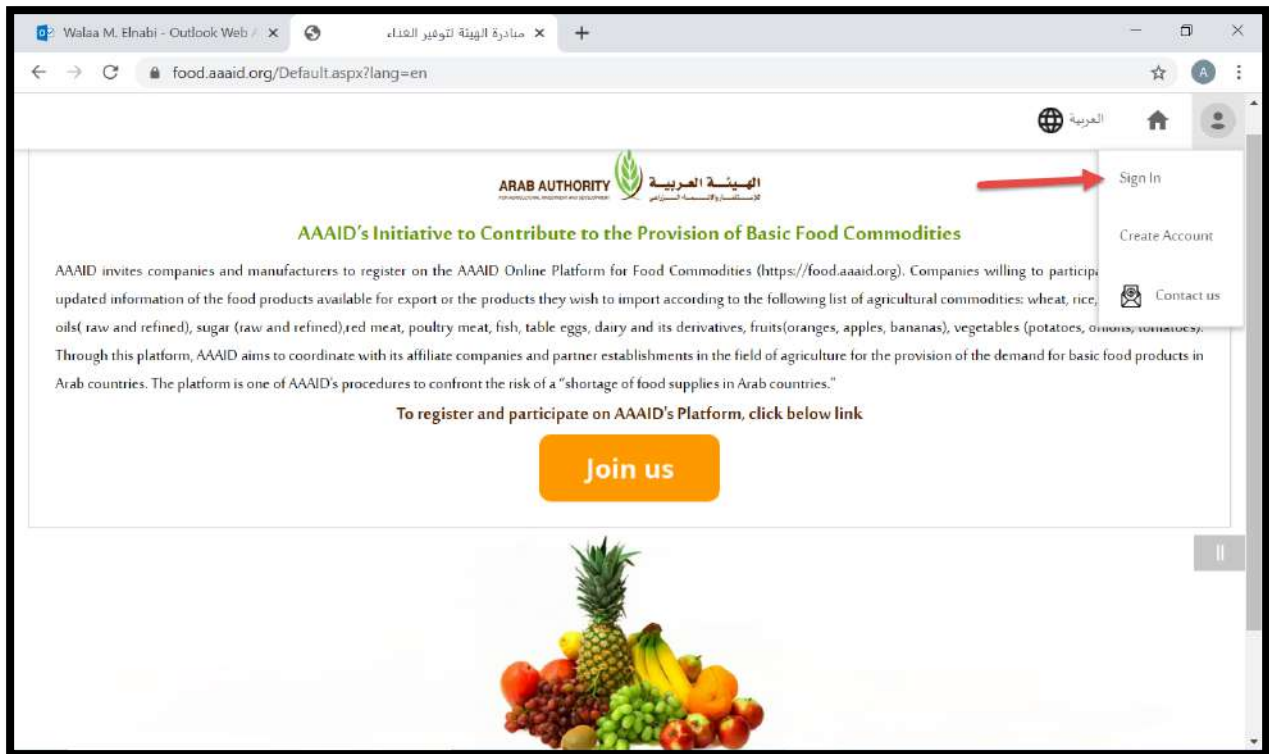 Walaa M. Elnabi - Outlook Web A
مبادرة الهيئة لتوفير الغذاء
food.aaaid.org/Default.aspx?lang=en
A
العربية
Sign In
Create Account
Contact us
ARAB AUTHORITY
الهيئة العربية
AAAID's Initiative to Contribute to the Provision of Basic Food Commodities
AAAID invites companies and manufacturers to register on the AAAID Online Platform for Food Commodities (https://food.aaaid.org). Companies willing to
updated information of the food products available for export or the products they wish to import according to the following list of agricultural commodities: wheat, rice,
oils( raw and refined), sugar (raw and refined),red meat, poultry meat, fish, table eggs, dairy and its derivatives, fruits(oranges, apples, bananas), vegetables (potatoes, onions, tomatoes).
Through this platform, AAAID aims to coordinate with its affiliate companies and partner establishments in the field of agriculture for the provision of the demand for basic food products in
Arab countries. The platform is one of AAAID's procedures to confront the risk of a "shortage of food supplies in Arab countries."
To register and participate on AAAID's Platform, click below link
Join us